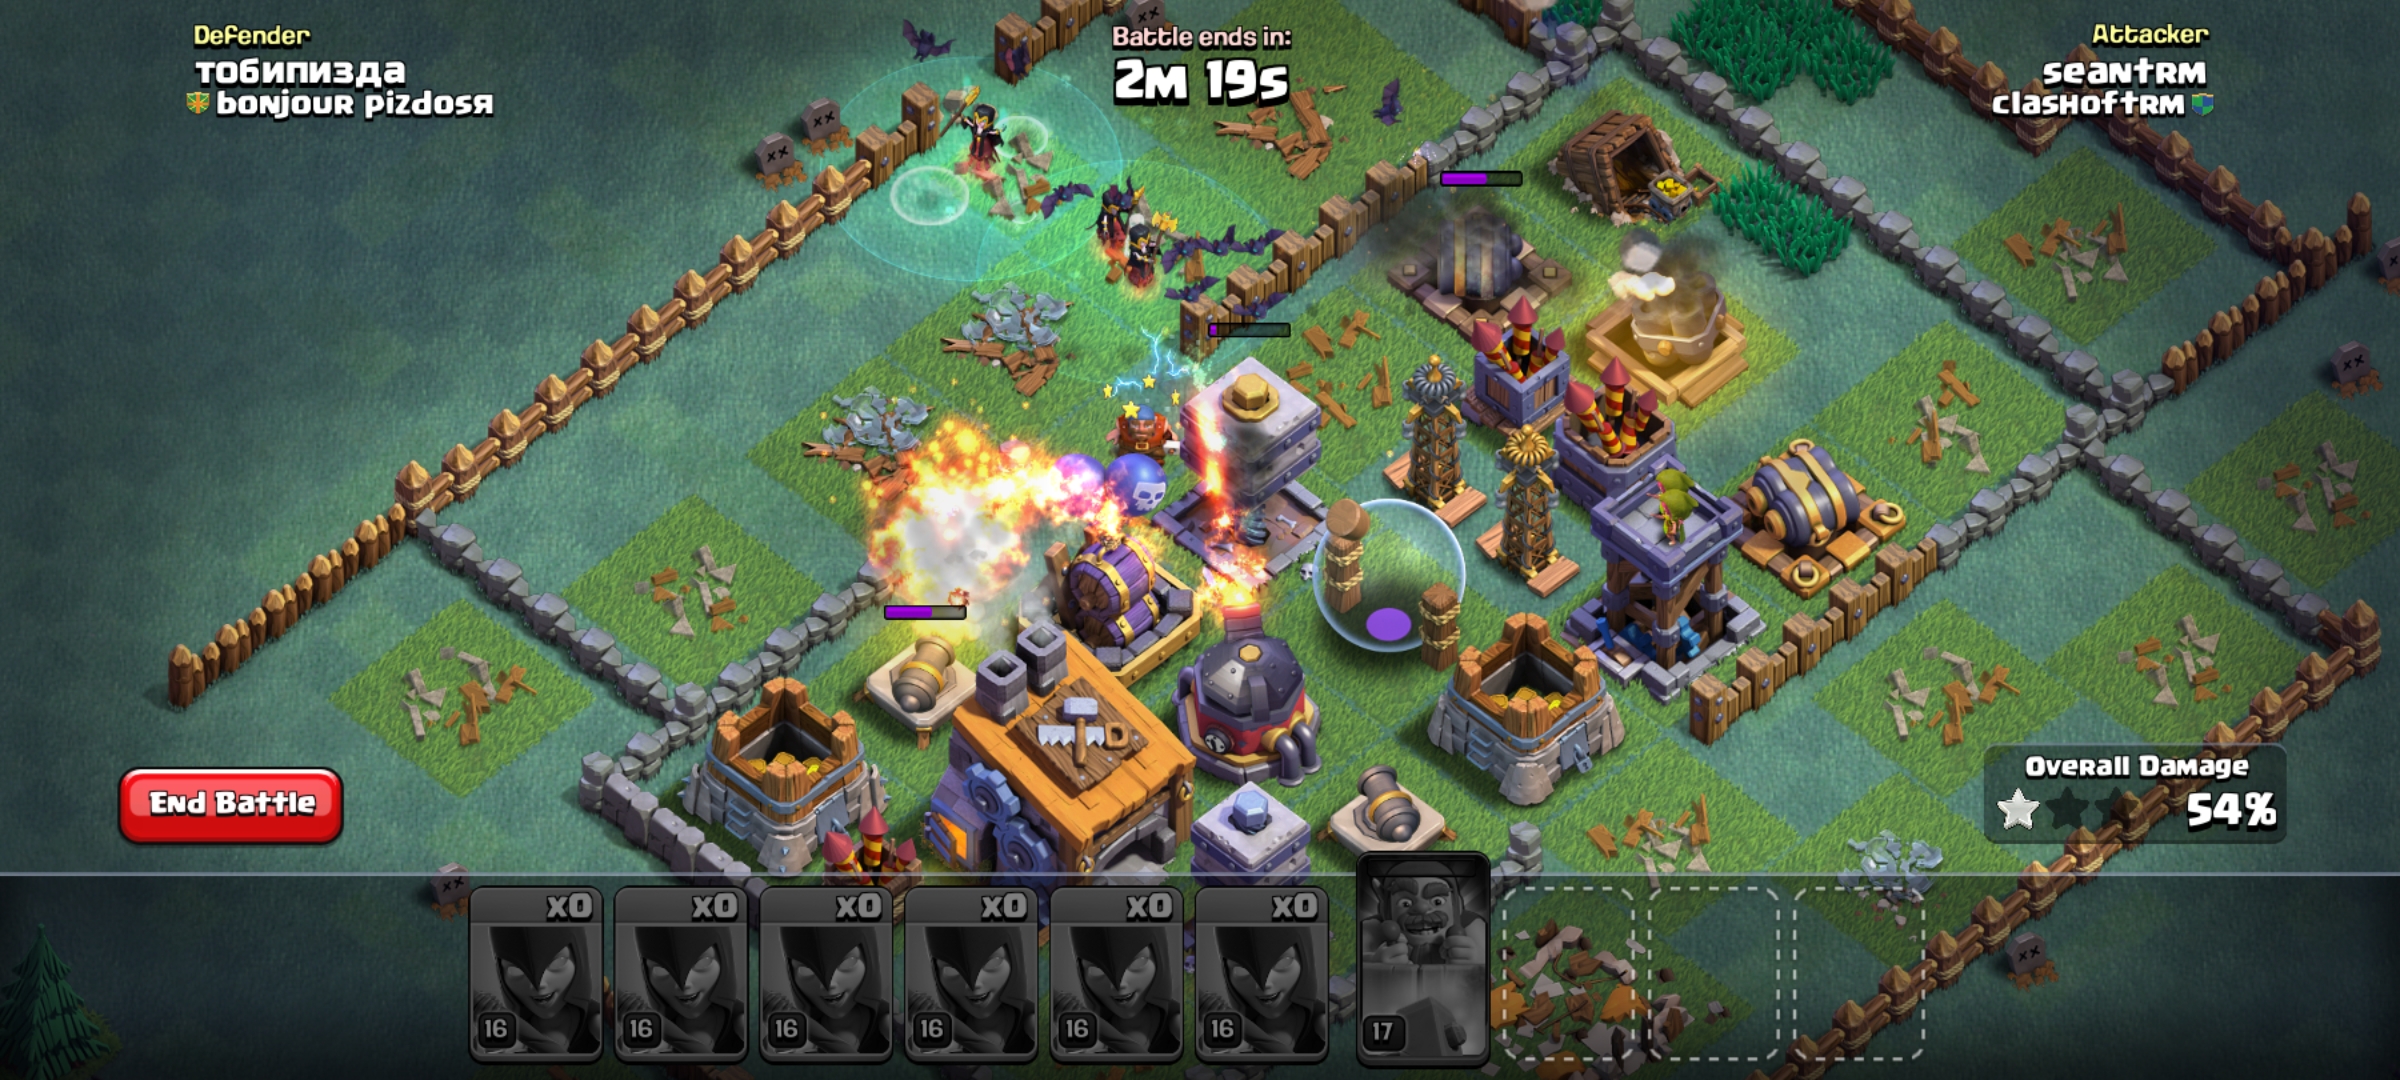 Defender
тобипизда
bonjour pizdosя
Battle ends in:
2m 19s
Attacker
seantrm
clashoftrm
End Battle
Overall Damage
54%
x0
x0
x0
x0
x0
x0
16
16
16
16
16
16
17